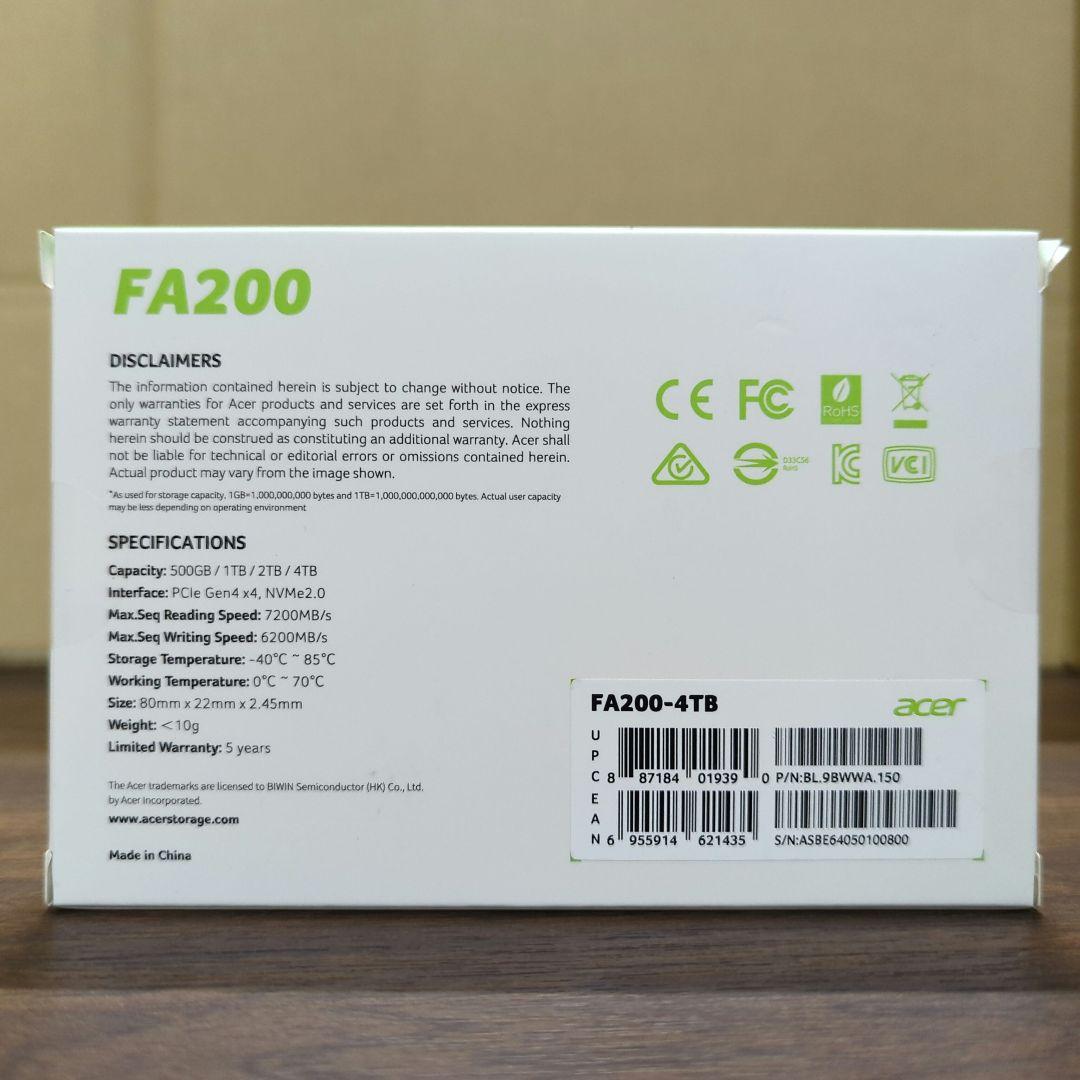 FA200
DISCLAIMERS
The information contained herein is subject to change without notice. The
only warranties for Acer products and services are set forth in the express
warranty statement accompanying such products and services. Nothing
herein should be construed as constituting an additional warranty. Acer shall
not be liable for technical or editorial errors or omissions contained herein.
Actual product may vary from the image shown.
*As used for storage capacity, 1GB=1,000,000,000 bytes and 1TB=1,000,000,000,000 bytes. Actual user capacity
may be less depending on operating environment
SPECIFICATIONS
Capacity: 500GB / 1TB / 2TB / 4TB
Interface: PCIe Gen4 x4, NVMe2.0
Max.Seq Reading Speed: 7200MB/s
Max.Seq Writing Speed: 6200MB/s
Storage Temperature: -40°C ~ 85°C
Working Temperature: 0°C ~ 70°C
Size: 80mm x 22mm x 2.45mm
Weight: <10g
Limited Warranty: 5 years
The Acer trademarks are licensed to BIWIN Semiconductor (HK) Co., Ltd.
by Acer Incorporated.
www.acerstorage.com
Made in China
CE FC RoHS
D33C56
RoHS
KC VCI
FA200-4TB acer
UPC 8 87184 01939 0 P/N:BL.9BWWA.150
EAN 6 955914 621435 S/N:ASBE64050100800